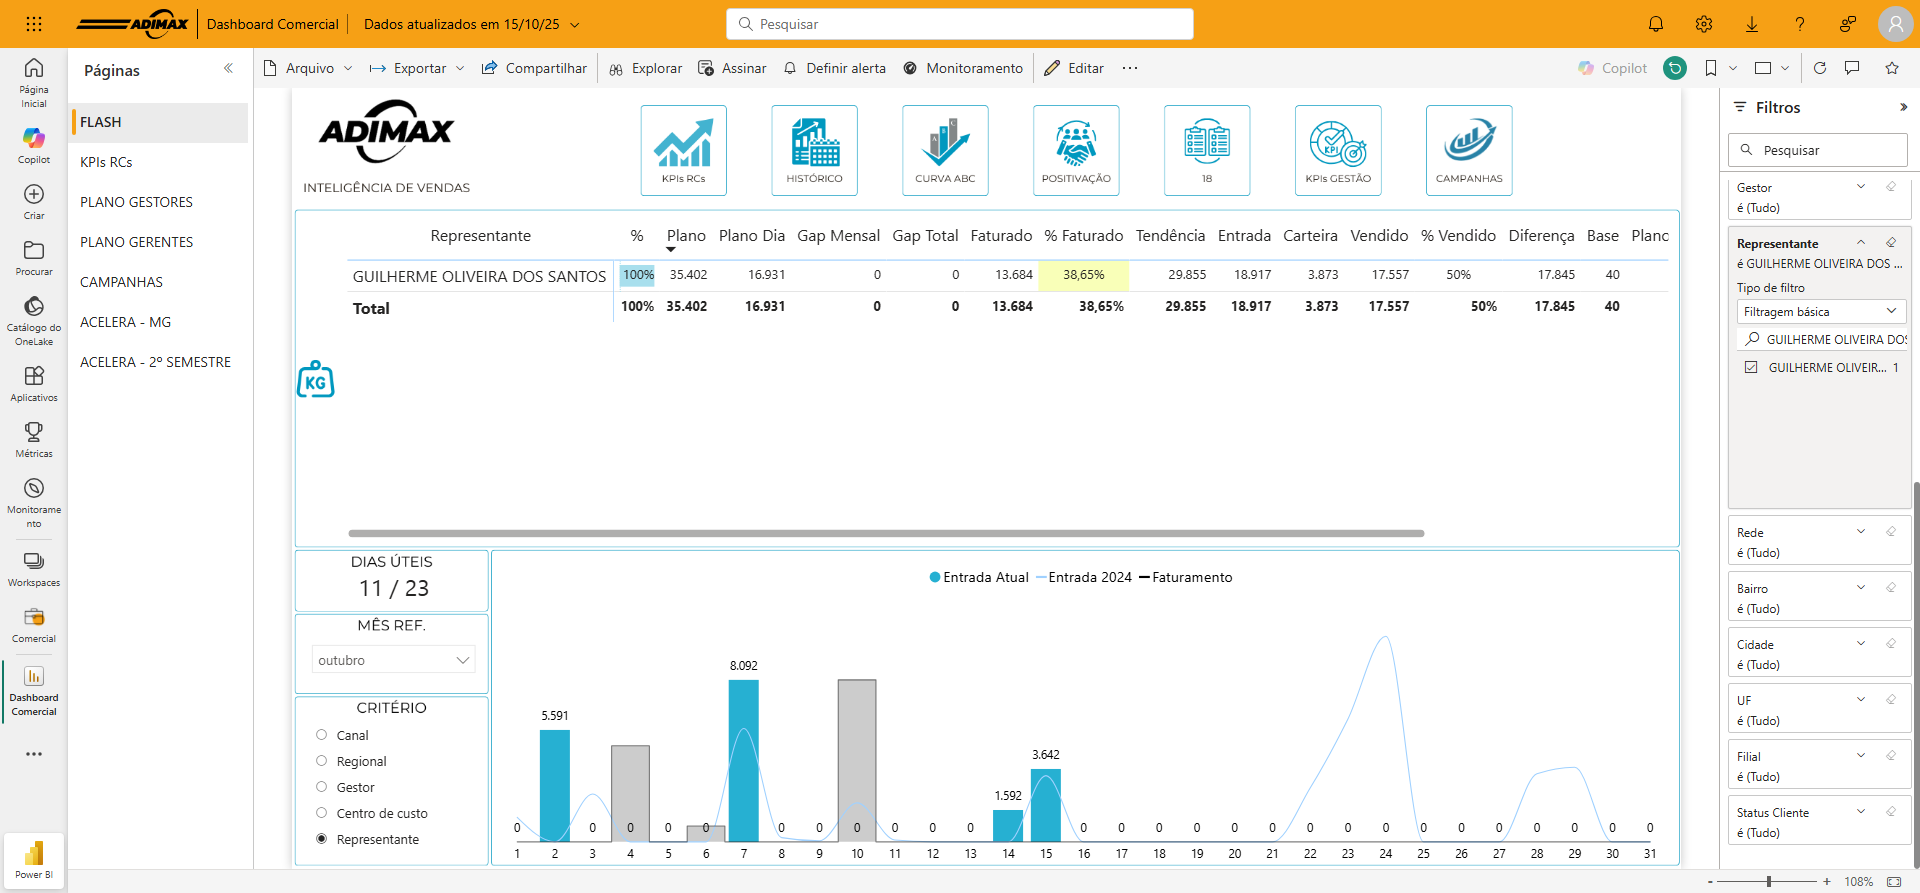 ADIMAX
Dashboard Comercial
Dados atualizados em 15/10/25
Pesquisar
Página Inicial
Copilot
Criar
Procurar
Catálogo do OneLake
Aplicativos
Métricas
Monitoramento
Workspaces
Comercial
Dashboard Comercial
Power BI
Páginas
FLASH
KPIs RCs
PLANO GESTORES
PLANO GERENTES
CAMPANHAS
ACELERA - MG
ACELERA - 2º SEMESTRE
Arquivo Exportar Compartilhar Explorar Assinar Definir alerta Monitoramento Editar ... Copilot
ADIMAX
INTELIGÊNCIA DE VENDAS
KPIs RCs
HISTÓRICO
A B C
CURVA ABC
POSITIVAÇÃO
18
KPI
KPIs GESTÃO
CAMPANHAS
Representante % Plano Plano Dia Gap Mensal Gap Total Faturado % Faturado Tendência Entrada Carteira Vendido % Vendido Diferença Base Plano
GUILHERME OLIVEIRA DOS SANTOS 100% 35.402 16.931 0 0 13.684 38,65% 29.855 18.917 3.873 17.557 50% 17.845 40
Total 100% 35.402 16.931 0 0 13.684 38,65% 29.855 18.917 3.873 17.557 50% 17.845 40
KG
DIAS ÚTEIS
11 / 23
MÊS REF.
outubro
CRITÉRIO
Canal
Regional
Gestor
Centro de custo
Representante
Entrada Atual Entrada 2024 Faturamento
8.092
5.591
3.642
1.592
0 0 0 0 0 0 0 0 0 0 0 0 0 0 0 0 0 0 0 0 0 0 0 0 0 0 0
1 2 3 4 5 6 7 8 9 10 11 12 13 14 15 16 17 18 19 20 21 22 23 24 25 26 27 28 29 30 31
Filtros
Pesquisar
Gestor
é (Tudo)
Representante
é GUILHERME OLIVEIRA DOS ...
Tipo de filtro
Filtragem básica
GUILHERME OLIVEIRA DOS
GUILHERME OLIVEIR... 1
Rede
é (Tudo)
Bairro
é (Tudo)
Cidade
é (Tudo)
UF
é (Tudo)
Filial
é (Tudo)
Status Cliente
é (Tudo)
- + 108%